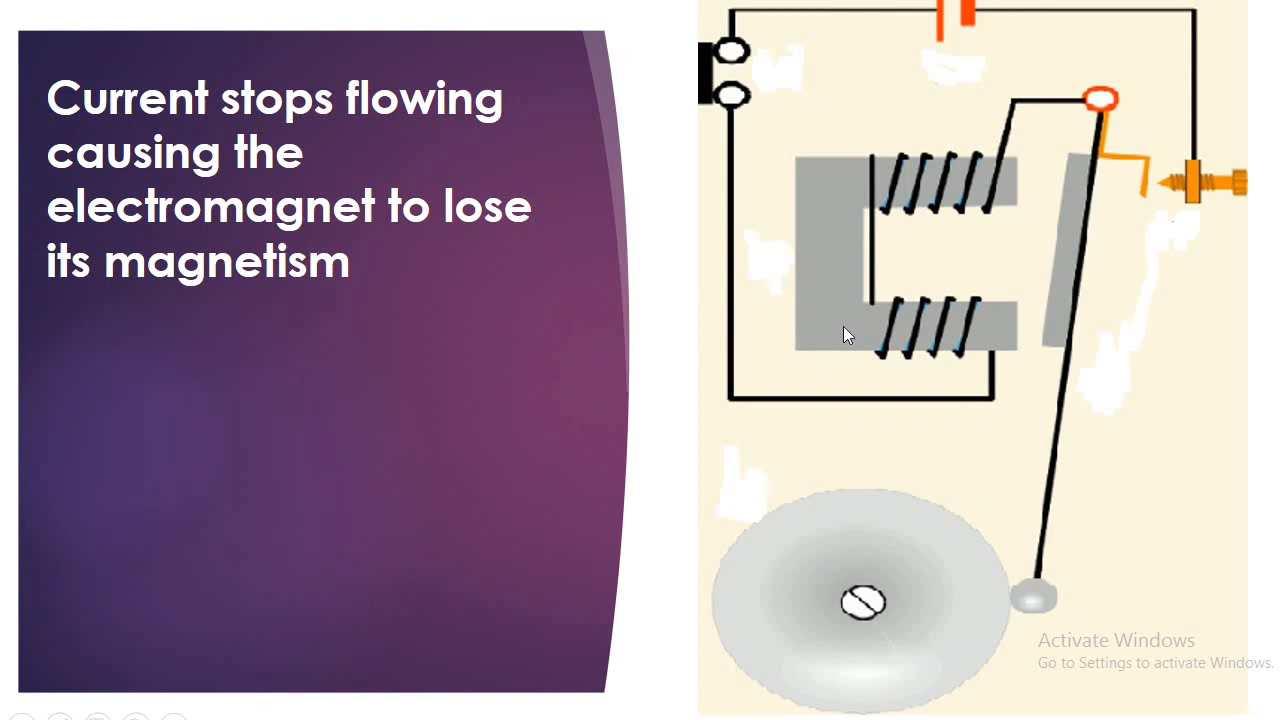 Current stops flowing
causing the
electromagnet to lose
its magnetism
Activate Windows
Go to Settings to activate Windows.